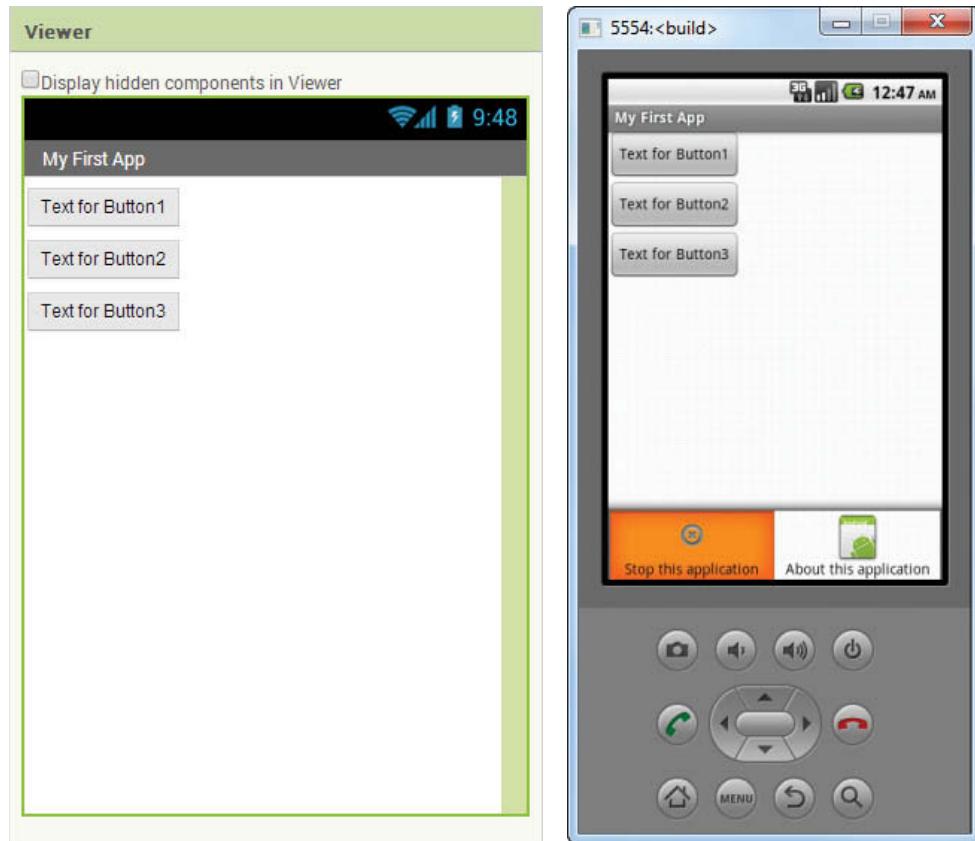 Viewer
Display hidden components in Viewer
9:48
My First App
Text for Button1
Text for Button2
Text for Button3
5554:<build>
3G 12:47 AM
My First App
Text for Button1
Text for Button2
Text for Button3
Stop this application
About this application
MENU